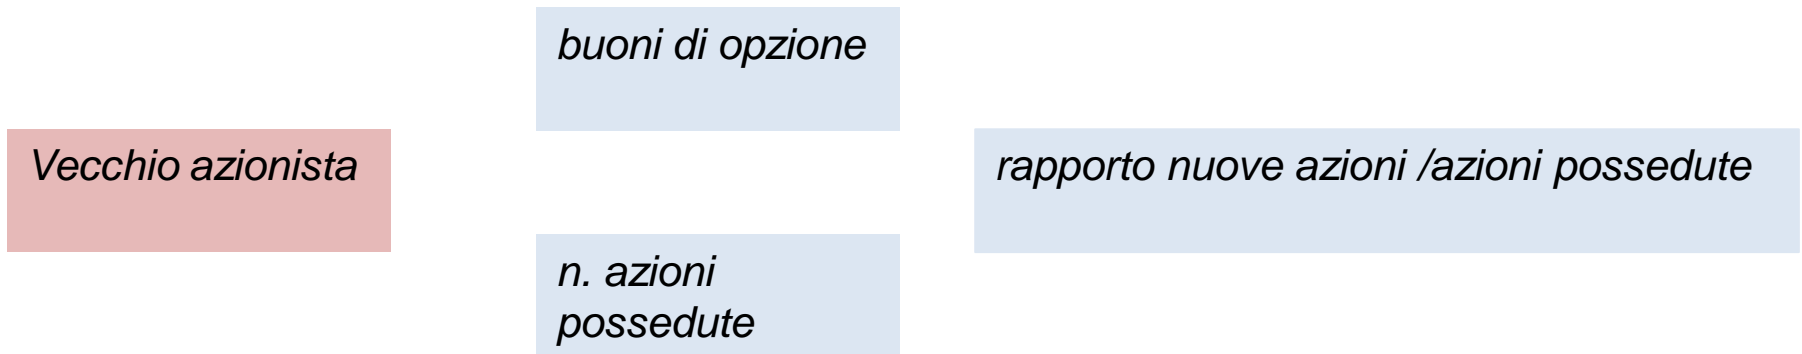 buoni di opzione
Vecchio azionista
rapporto nuove azioni /azioni possedute
n. azioni
possedute